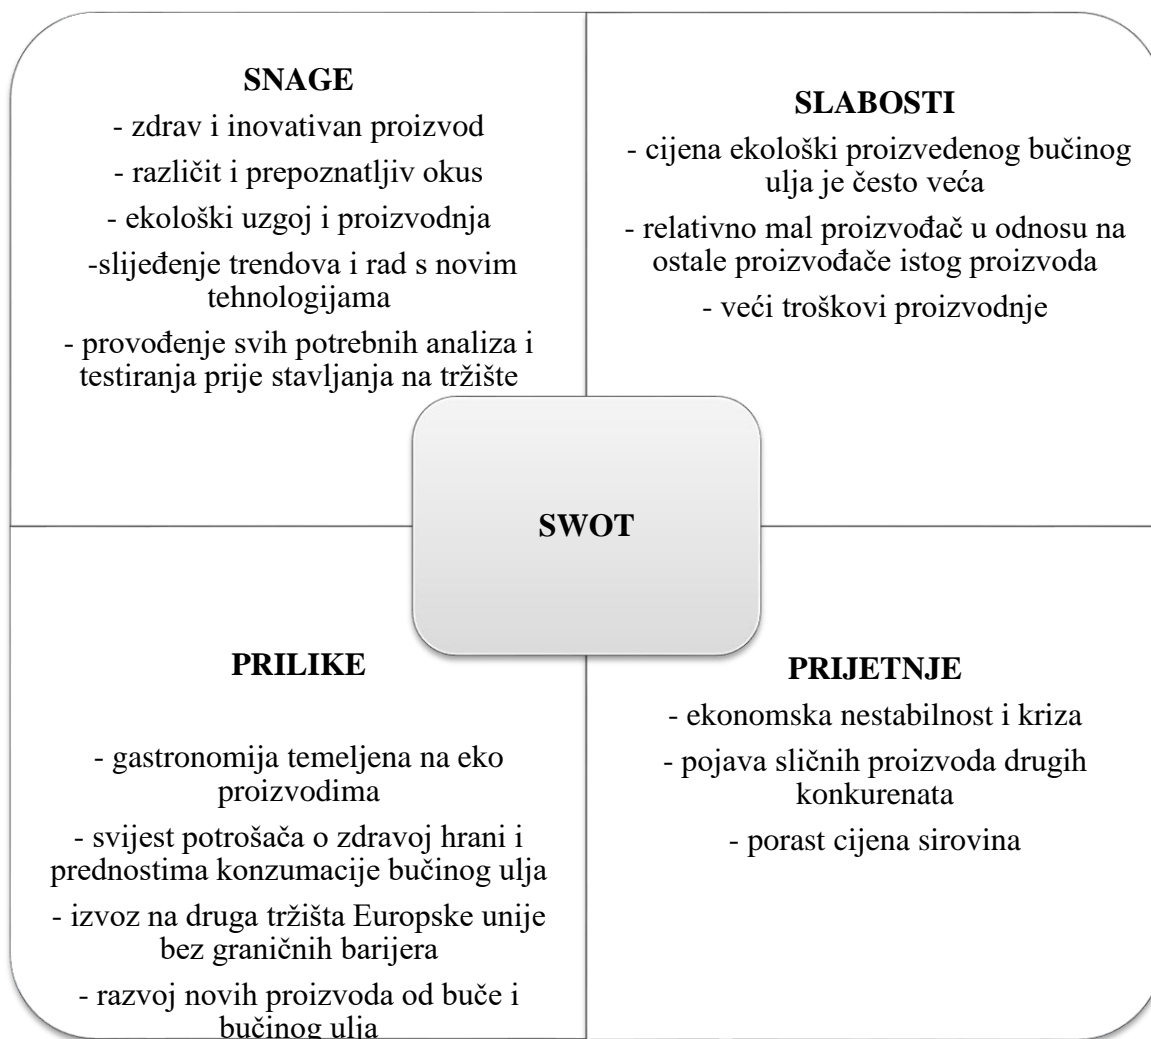 SNAGE
- zdrav i inovativan proizvod
- različit i prepoznatljiv okus
- ekološki uzgoj i proizvodnja
-slijeđenje trendova i rad s novim
tehnologijama
- provođenje svih potrebnih analiza i
testiranja prije stavljanja na tržište
SLABOSTI
- cijena ekološki proizvedenog bučinog
ulja je često veća
- relativno mal proizvođač u odnosu na
ostale proizvođače istog proizvoda
- veći troškovi proizvodnje
SWOT
PRILIKE
- gastronomija temeljena na eko
proizvodima
- svijest potrošača o zdravoj hrani i
prednostima konzumacije bučinog ulja
- izvoz na druga tržišta Europske unije
bez graničnih barijera
- razvoj novih proizvoda od buče i
bučinog ulja
PRIJETNJE
- ekonomska nestabilnost i kriza
- pojava sličnih proizvoda drugih
konkurenata
- porast cijena sirovina